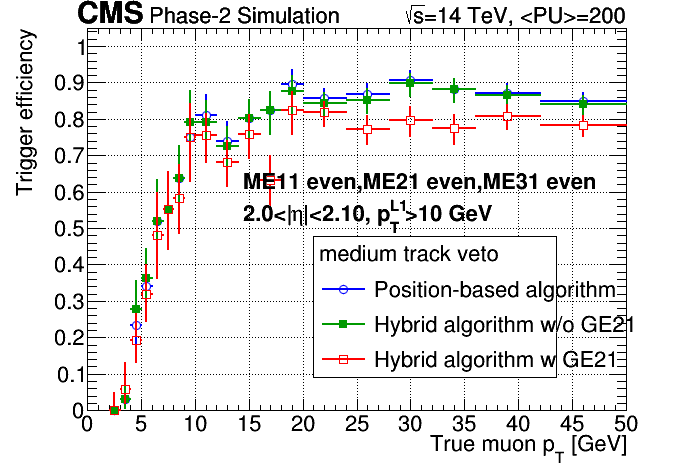 CMS Phase-2 Simulation √s=14 TeV, <PU>=200
Trigger efficiency
1
0.9
0.8
0.7
0.6
0.5
0.4
0.3
0.2
0.1
0
ME11 even,ME21 even,ME31 even
2.0<|η|<2.10, p_T^L1>10 GeV
medium track veto
Position-based algorithm
Hybrid algorithm w/o GE21
Hybrid algorithm w GE21
0 5 10 15 20 25 30 35 40 45 50
True muon p_T [GeV]